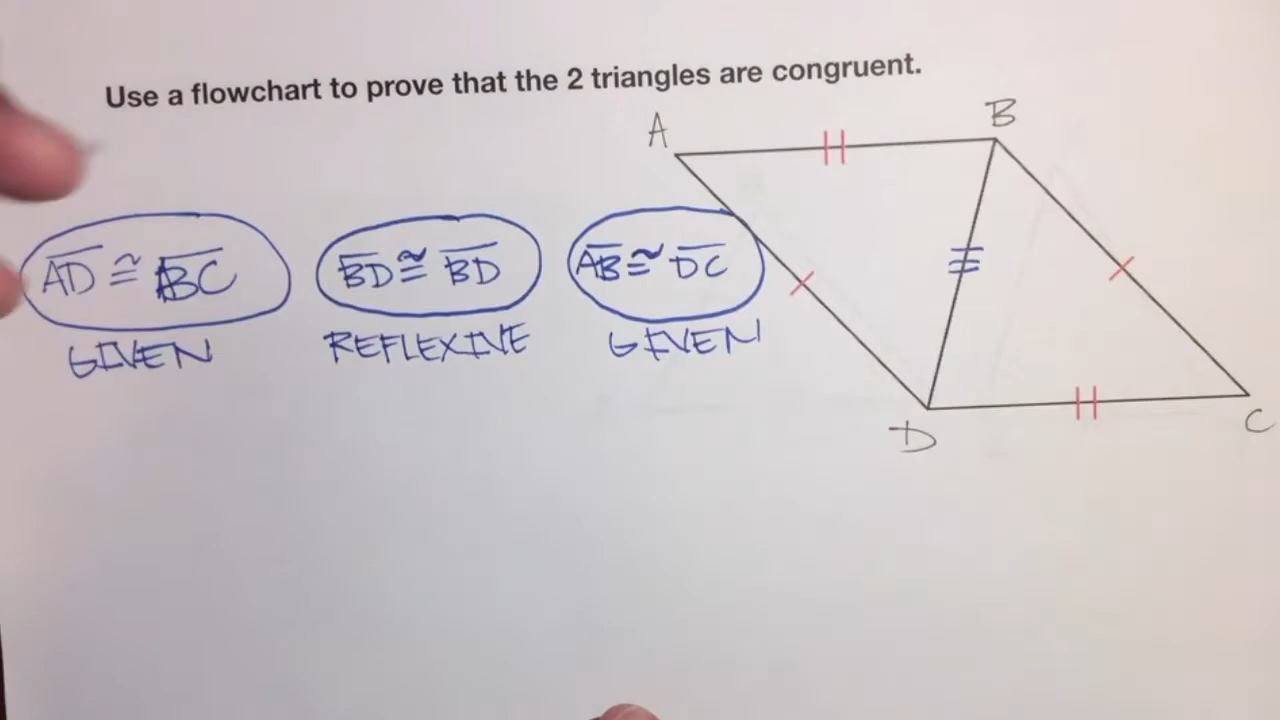 Use a flowchart to prove that the 2 triangles are congruent.
A
B
AD ≅ BC
BD ≅ BD
AB ≅ DC
GIVEN
REFLEXIVE
GIVEN
D
C